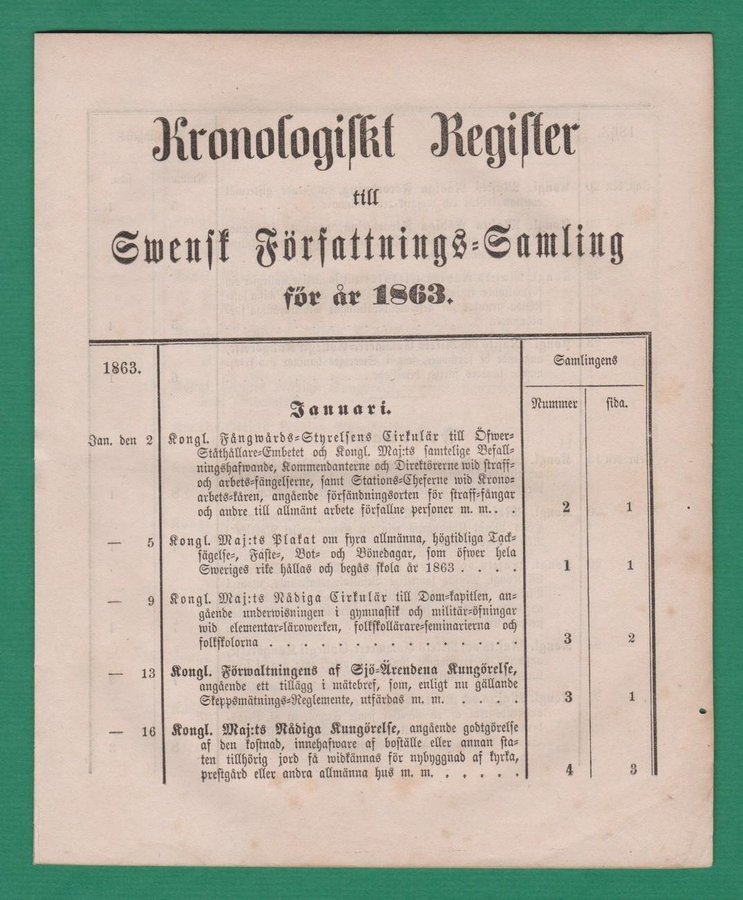 Kronologiskt Register
till
Swensk Författnings=Samling
för år 1863.
1863.
Samlingens
Nummer
sida.
Januari.
Jan. den 2 Kongl. Fångwårds=Styrelsens Cirkulär till Öfwer=
Ståthållare=Embetet och Kongl. Maj:ts samtelige Befall=
ningshafwande, Kommendanterne och Direktörerne wid straff=
och arbets=fängelserne, samt Stations=Cheferne wid Krono=
arbets=kåren, angående försändningsorten för straff=fångar
och andre till allmänt arbete förfallne personer m. m. . . 2 1
— 5 Kongl. Maj:ts Plakat om fyra allmänna, högtidliga Tack=
sägelse=, Faste=, Bot= och Bönedagar, som öfwer hela
Sweriges rike hållas och begås skola år 1863 . . . . 1 1
— 9 Kongl. Maj:ts Nådiga Cirkulär till Dom=kapitlen, an=
gående underwisningen i gymnastik och militär=öfningar
wid elementar=lärowerken, folkskollärare=seminarierna och
folkskolorna . . . . . . . . . . . . . . . 3 2
— 13 Kongl. Förwaltningens af Sjö=Ärendena Kungörelse,
angående ett tillägg i mätebref, som, enligt nu gällande
Skeppsmätnings=Reglemente, utfärdas m. m. . . . . . 3 1
— 16 Kongl. Maj:ts Nådiga Kungörelse, angående godtgörelse
af den kostnad, innehafware af boställe eller annan sta=
ten tillhörig jord få widkännas för nybyggnad af kyrka,
prestgård eller andra allmänna hus m. m. . . . . . . 4 3